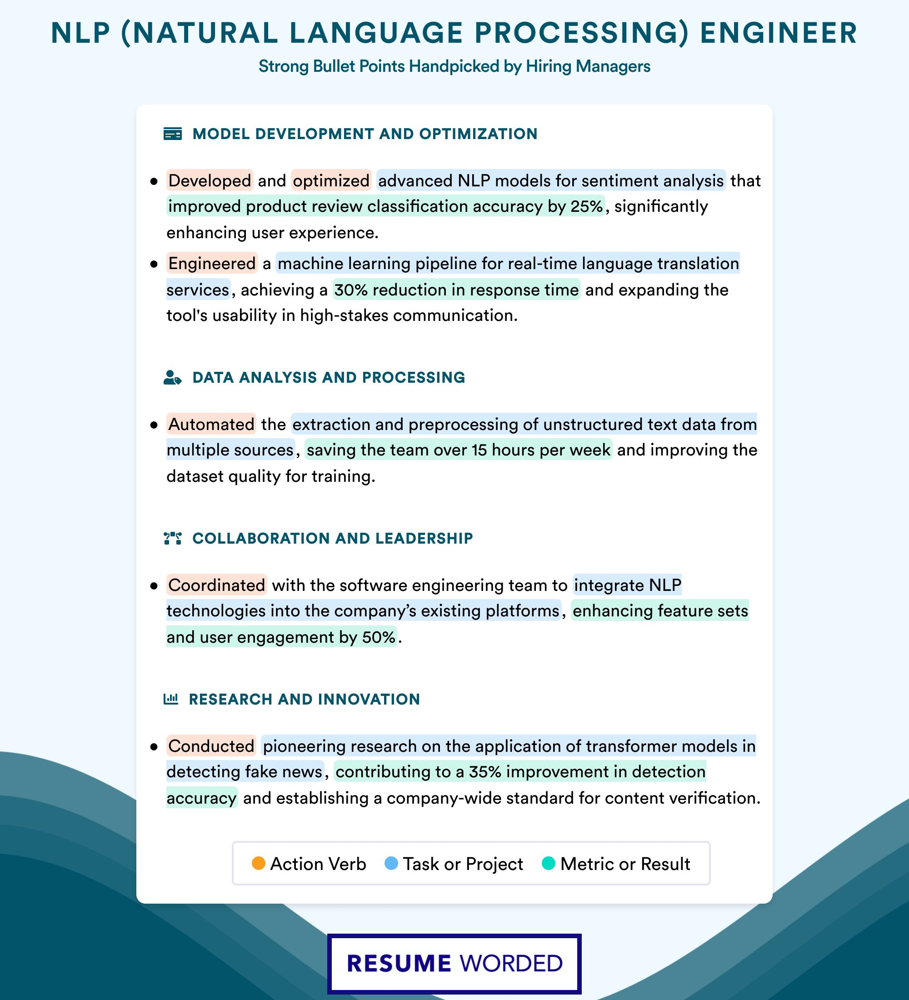 NLP (NATURAL LANGUAGE PROCESSING) ENGINEER
Strong Bullet Points Handpicked by Hiring Managers
MODEL DEVELOPMENT AND OPTIMIZATION
● Developed and optimized advanced NLP models for sentiment analysis that
improved product review classification accuracy by 25%, significantly
enhancing user experience.
● Engineered a machine learning pipeline for real-time language translation
services, achieving a 30% reduction in response time and expanding the
tool's usability in high-stakes communication.
DATA ANALYSIS AND PROCESSING
● Automated the extraction and preprocessing of unstructured text data from
multiple sources, saving the team over 15 hours per week and improving the
dataset quality for training.
COLLABORATION AND LEADERSHIP
● Coordinated with the software engineering team to integrate NLP
technologies into the company’s existing platforms, enhancing feature sets
and user engagement by 50%.
RESEARCH AND INNOVATION
● Conducted pioneering research on the application of transformer models in
detecting fake news, contributing to a 35% improvement in detection
accuracy and establishing a company-wide standard for content verification.
Action Verb Task or Project Metric or Result
RESUME WORDED